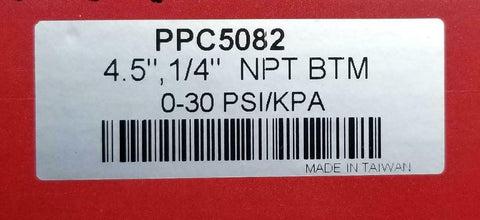 PPC5082
4.5",1/4" NPT BTM
0-30 PSI/KPA
MADE IN TAIWAN